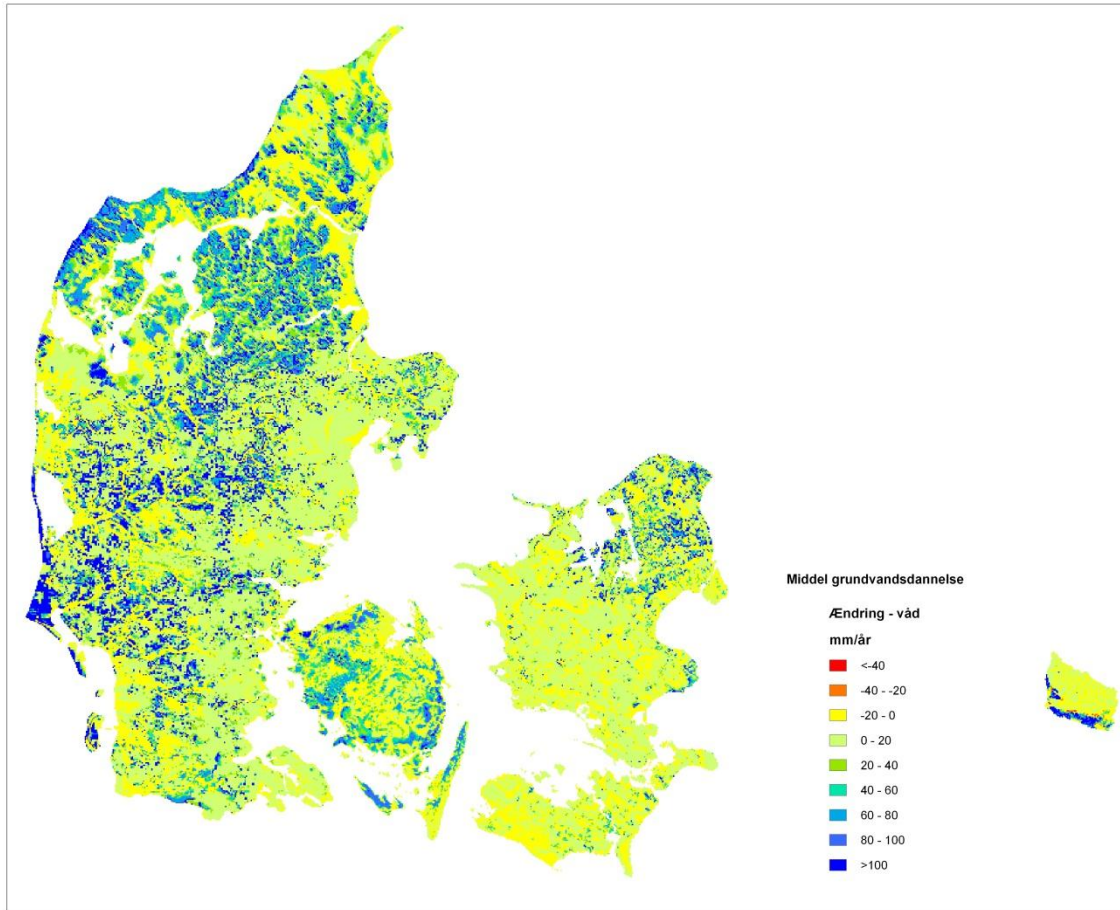 Middel grundvandsdannelse
Ændring - våd
mm/år
<-40
-40 - -20
-20 - 0
0 - 20
20 - 40
40 - 60
60 - 80
80 - 100
>100